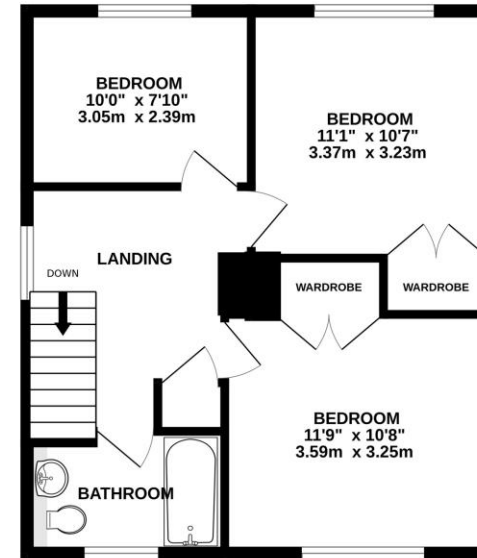 BEDROOM
10'0" x 7'10"
3.05m x 2.39m
BEDROOM
11'1" x 10'7"
3.37m x 3.23m
LANDING
DOWN
WARDROBE
WARDROBE
BEDROOM
11'9" x 10'8"
3.59m x 3.25m
BATHROOM